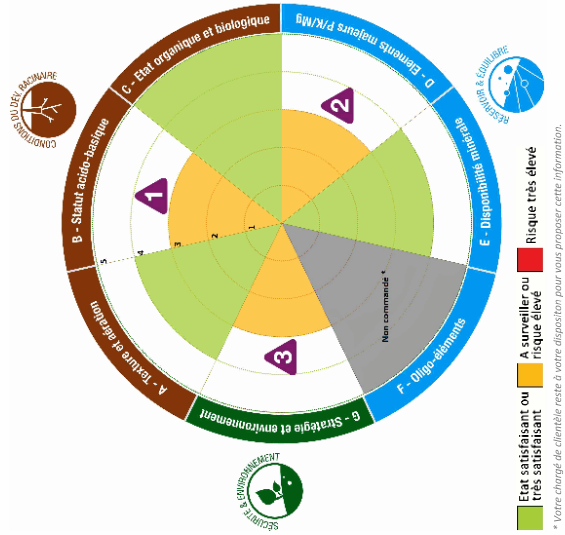 CONDITIONS DU DÉV. RACINAIRE
RÉSERVOIR & ÉQUILIBRE
SÉCURITÉ & ENVIRONNEMENT
A - Texture et aération
B - Statut acido-basique
C - Etat organique et biologique
D - Elements majeurs P/K/Mg
E - Disponibilité minérale
F - Oligo-éléments
G - Stratégie et environnement
5
4
3
2
1
1
2
3
Non commandé *
Etat satisfaisant ou
très satisfaisant
A surveiller ou
risque élevé
Risque très élevé
* Votre chargé de clientèle reste à votre dispositon pour vous proposer cette information.